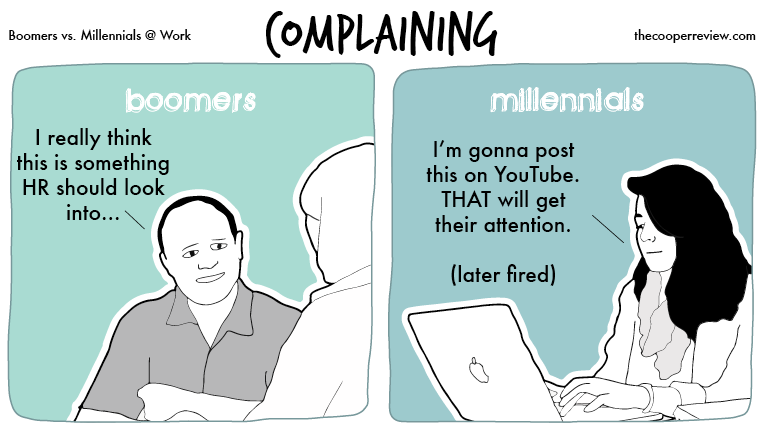 Boomers vs. Millennials @ Work
COMPLAINING
thecooperreview.com
boomers
I really think
this is something
HR should look
into...
millennials
I'm gonna post
this on YouTube.
THAT will get
their attention.
(later fired)